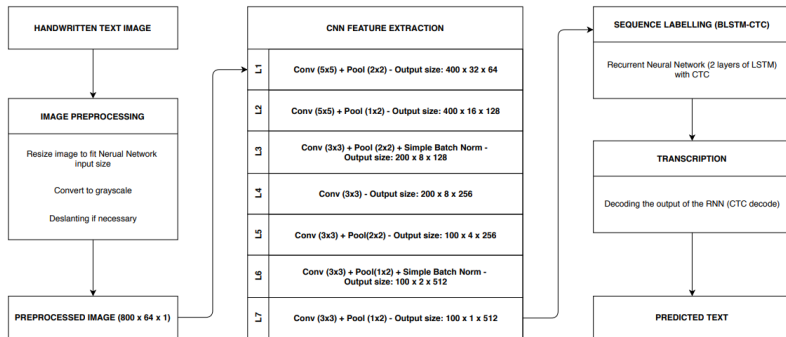 HANDWRITTEN TEXT IMAGE
IMAGE PREPROCESSING
Resize image to fit Nerual Network
input size
Convert to grayscale
Deslanting if necessary
PREPROCESSED IMAGE (800 x 64 x 1)
CNN FEATURE EXTRACTION
L1
Conv (5x5) + Pool (2x2) - Output size: 400 x 32 x 64
L2
Conv (5x5) + Pool (1x2) - Output size: 400 x 16 x 128
L3
Conv (3x3) + Pool (2x2) + Simple Batch Norm -
Output size: 200 x 8 x 128
L4
Conv (3x3) - Output size: 200 x 8 x 256
L5
Conv (3x3) + Pool(2x2) - Output size: 100 x 4 x 256
L6
Conv (3x3) + Pool(1x2) + Simple Batch Norm -
Output size: 100 x 2 x 512
L7
Conv (3x3) + Pool (1x2) - Output size: 100 x 1 x 512
SEQUENCE LABELLING (BLSTM-CTC)
Recurrent Neural Network (2 layers of LSTM)
with CTC
TRANSCRIPTION
Decoding the output of the RNN (CTC decode)
PREDICTED TEXT